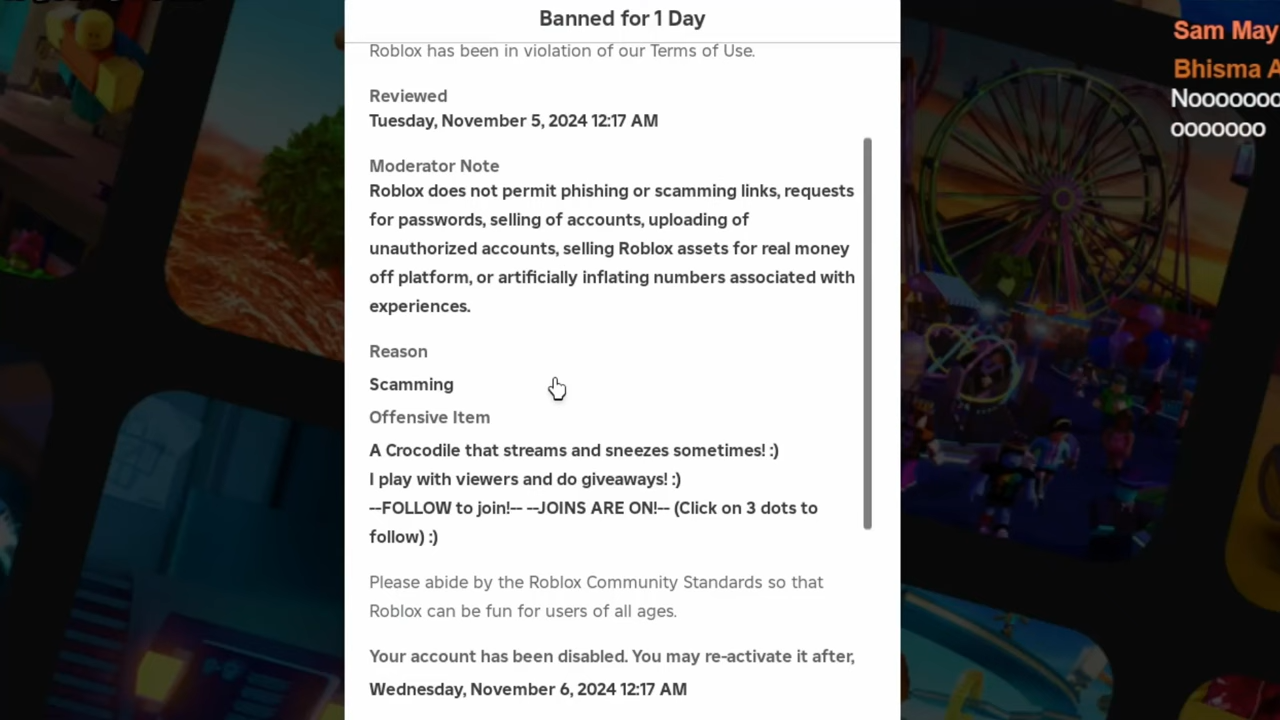 Banned for 1 Day
Roblox has been in violation of our Terms of Use.
Reviewed
Tuesday, November 5, 2024 12:17 AM
Moderator Note
Roblox does not permit phishing or scamming links, requests
for passwords, selling of accounts, uploading of
unauthorized accounts, selling Roblox assets for real money
off platform, or artificially inflating numbers associated with
experiences.
Reason
Scamming
Offensive Item
A Crocodile that streams and sneezes sometimes! :)
I play with viewers and do giveaways! :)
--FOLLOW to join!-- --JOINS ARE ON!-- (Click on 3 dots to
follow) :)
Please abide by the Roblox Community Standards so that
Roblox can be fun for users of all ages.
Your account has been disabled. You may re-activate it after,
Wednesday, November 6, 2024 12:17 AM
Sam May
Bhisma A
Nooooooo
ooooooo